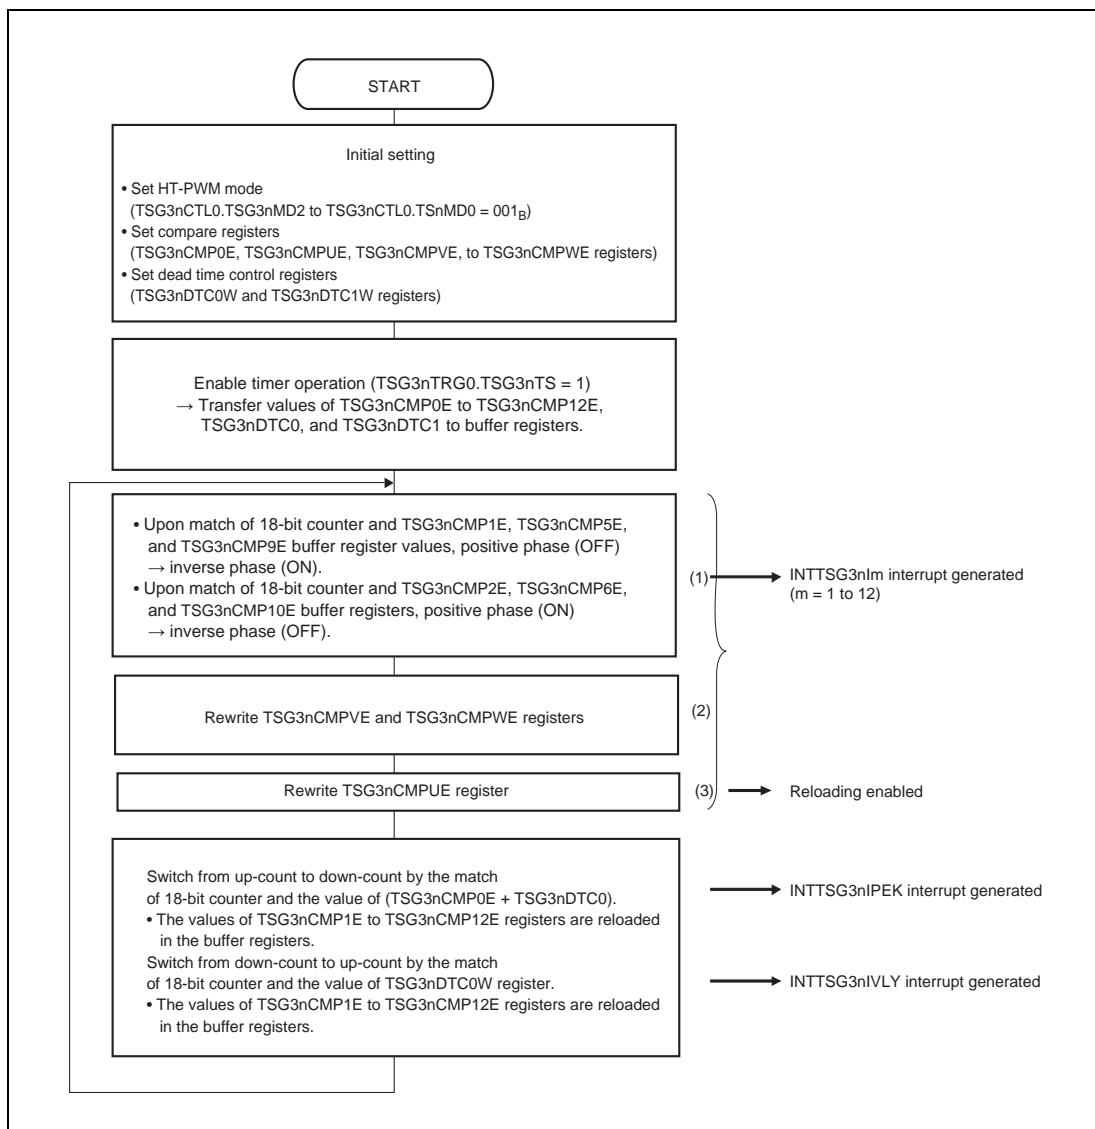 START
Initial setting
• Set HT-PWM mode
(TSG3nCTL0.TSG3nMD2 to TSG3nCTL0.TSnMD0 = 001B)
• Set compare registers
(TSG3nCMP0E, TSG3nCMPUE, TSG3nCMPVE, to TSG3nCMPWE registers)
• Set dead time control registers
(TSG3nDTC0W and TSG3nDTC1W registers)
Enable timer operation (TSG3nTRG0.TSG3nTS = 1)
→ Transfer values of TSG3nCMP0E to TSG3nCMP12E,
TSG3nDTC0, and TSG3nDTC1 to buffer registers.
• Upon match of 18-bit counter and TSG3nCMP1E, TSG3nCMP5E,
and TSG3nCMP9E buffer register values, positive phase (OFF)
→ inverse phase (ON).
• Upon match of 18-bit counter and TSG3nCMP2E, TSG3nCMP6E,
and TSG3nCMP10E buffer registers, positive phase (ON)
→ inverse phase (OFF).
(1)
INTTSG3nIm interrupt generated
(m = 1 to 12)
Rewrite TSG3nCMPVE and TSG3nCMPWE registers
(2)
Rewrite TSG3nCMPUE register
(3)
Reloading enabled
Switch from up-count to down-count by the match
of 18-bit counter and the value of (TSG3nCMP0E + TSG3nDTC0).
• The values of TSG3nCMP1E to TSG3nCMP12E registers are reloaded
in the buffer registers.
INTTSG3nIPEK interrupt generated
Switch from down-count to up-count by the match
of 18-bit counter and the value of TSG3nDTC0W register.
• The values of TSG3nCMP1E to TSG3nCMP12E registers are reloaded
in the buffer registers.
INTTSG3nIVLY interrupt generated